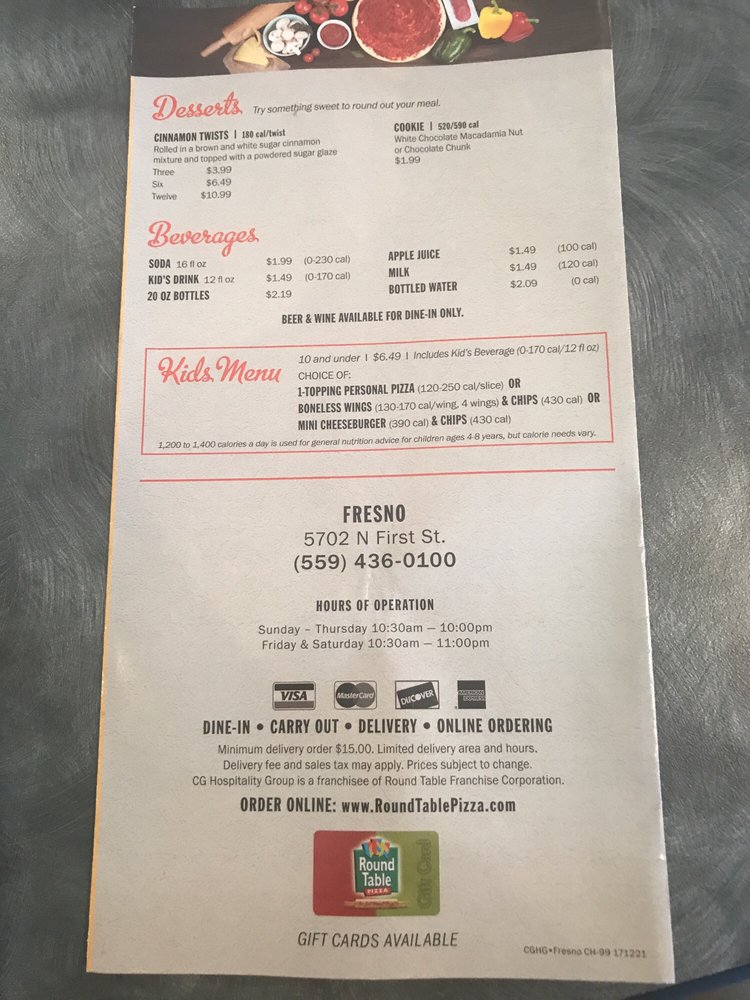 Desserts Try something sweet to round out your meal.
CINNAMON TWISTS | 180 cal/twist
Rolled in a brown and white sugar cinnamon
mixture and topped with a powdered sugar glaze
Three $3.99
Six $6.49
Twelve $10.99
COOKIE | 520/590 cal
White Chocolate Macadamia Nut
or Chocolate Chunk
$1.99
Beverages
SODA 16 fl oz $1.99 (0-230 cal)
KID'S DRINK 12 fl oz $1.49 (0-170 cal)
20 OZ BOTTLES $2.19
APPLE JUICE $1.49 (100 cal)
MILK $1.49 (120 cal)
BOTTLED WATER $2.09 (0 cal)
BEER & WINE AVAILABLE FOR DINE-IN ONLY.
Kids Menu
10 and under | $6.49 | Includes Kid's Beverage (0-170 cal/12 fl oz)
CHOICE OF:
1-TOPPING PERSONAL PIZZA (120-250 cal/slice) OR
BONELESS WINGS (130-170 cal/wing, 4 wings) & CHIPS (430 cal) OR
MINI CHEESEBURGER (390 cal) & CHIPS (430 cal)
1,200 to 1,400 calories a day is used for general nutrition advice for children ages 4-8 years, but calorie needs vary.
FRESNO
5702 N First St.
(559) 436-0100
HOURS OF OPERATION
Sunday – Thursday 10:30am — 10:00pm
Friday & Saturday 10:30am — 11:00pm
VISA MasterCard DISCOVER AMERICAN EXPRESS
DINE-IN • CARRY OUT • DELIVERY • ONLINE ORDERING
Minimum delivery order $15.00. Limited delivery area and hours.
Delivery fee and sales tax may apply. Prices subject to change.
CG Hospitality Group is a franchisee of Round Table Franchise Corporation.
ORDER ONLINE: www.RoundTablePizza.com
Round
Table
PIZZA
Gift Card
GIFT CARDS AVAILABLE
CGHG•Fresno CH-99 171221